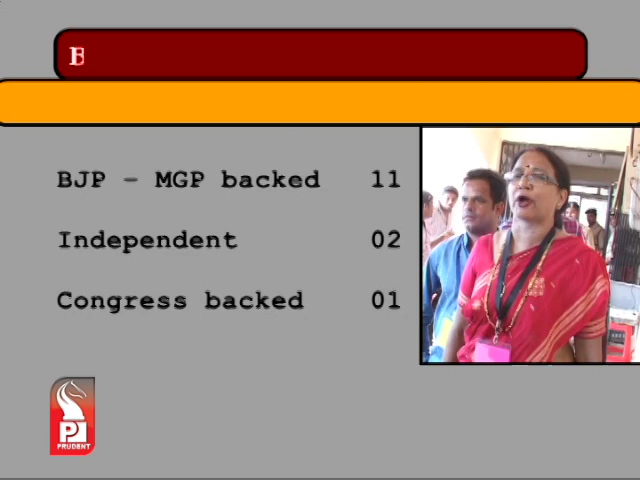 B
BJP - MGP backed 11
Independent 02
Congress backed 01
PRUDENT